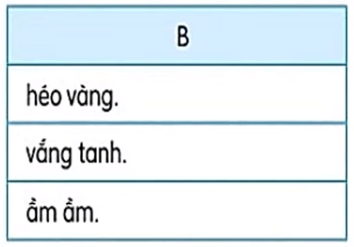 B
héo vàng.
vắng tanh.
ầm ầm.